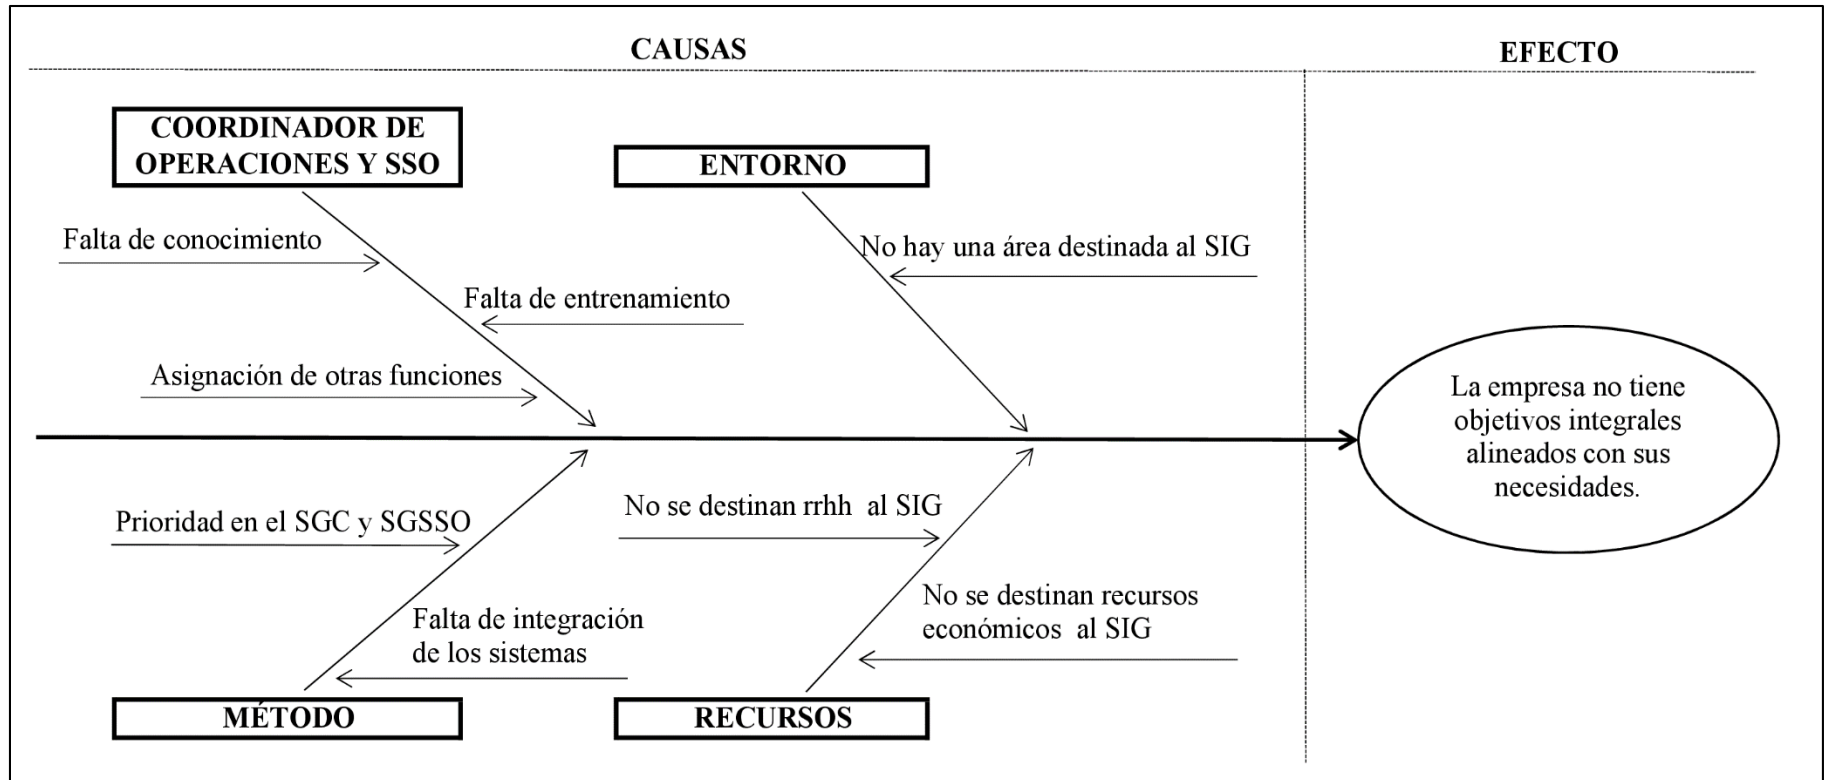 CAUSAS
EFECTO
COORDINADOR DE
OPERACIONES Y SSO
ENTORNO
Falta de conocimiento
No hay una área destinada al SIG
Falta de entrenamiento
Asignación de otras funciones
La empresa no tiene
objetivos integrales
alineados con sus
necesidades.
Prioridad en el SGC y SGSSO
No se destinan rrhh al SIG
Falta de integración
de los sistemas
No se destinan recursos
económicos al SIG
MÉTODO
RECURSOS